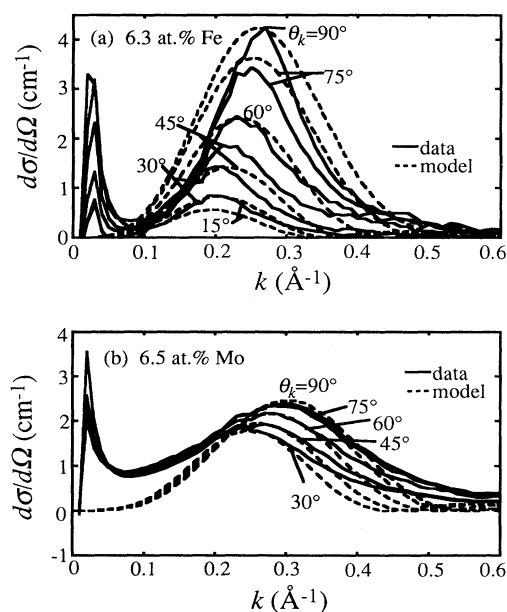 (a) 6.3 at.% Fe
θk=90°
75°
60°
45°
30°
15°
data
model
dσ/dΩ (cm-1)
4
3
2
1
0
0 0.1 0.2 0.3 0.4 0.5 0.6
k (Å-1)
(b) 6.5 at.% Mo
θk=90°
75°
60°
45°
30°
data
model
dσ/dΩ (cm-1)
4
3
2
1
0
-1
0 0.1 0.2 0.3 0.4 0.5 0.6
k (Å-1)